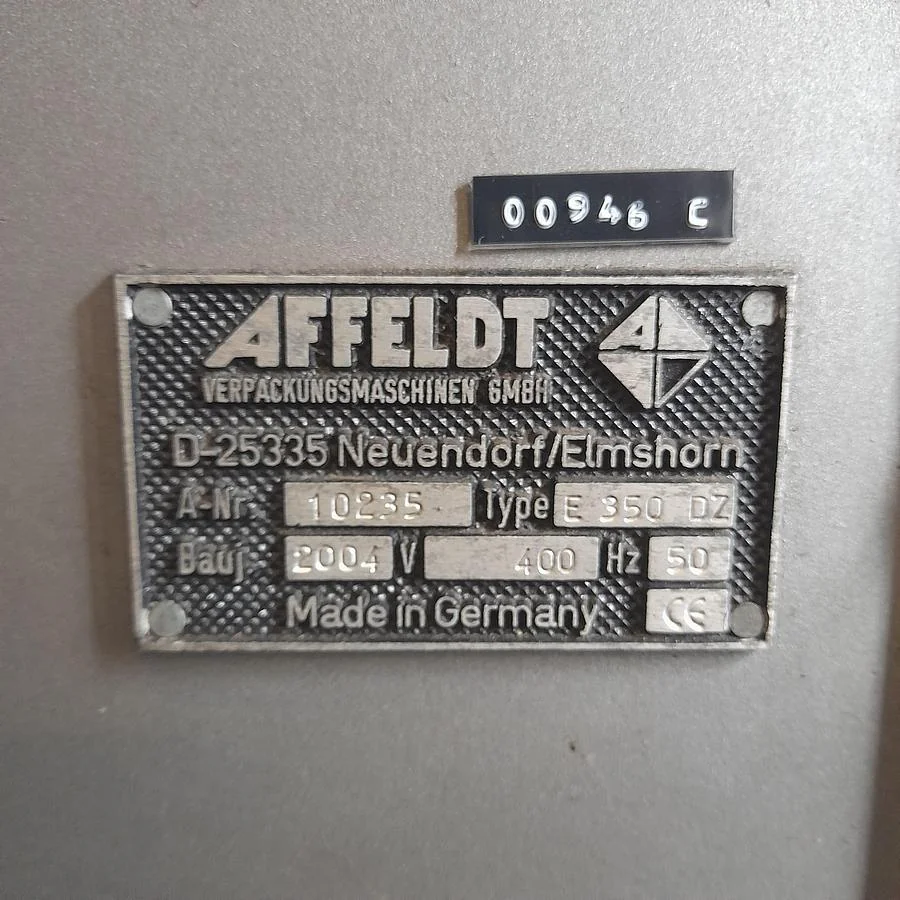 00946 C
AFFELDT
VERPACKUNGSMASCHINEN GMBH
D-25335 Neuendorf/Elmshorn
A-Nr 10235 Type E 350 DZ
Bauj 2004 V 400 Hz 50
Made in Germany CE